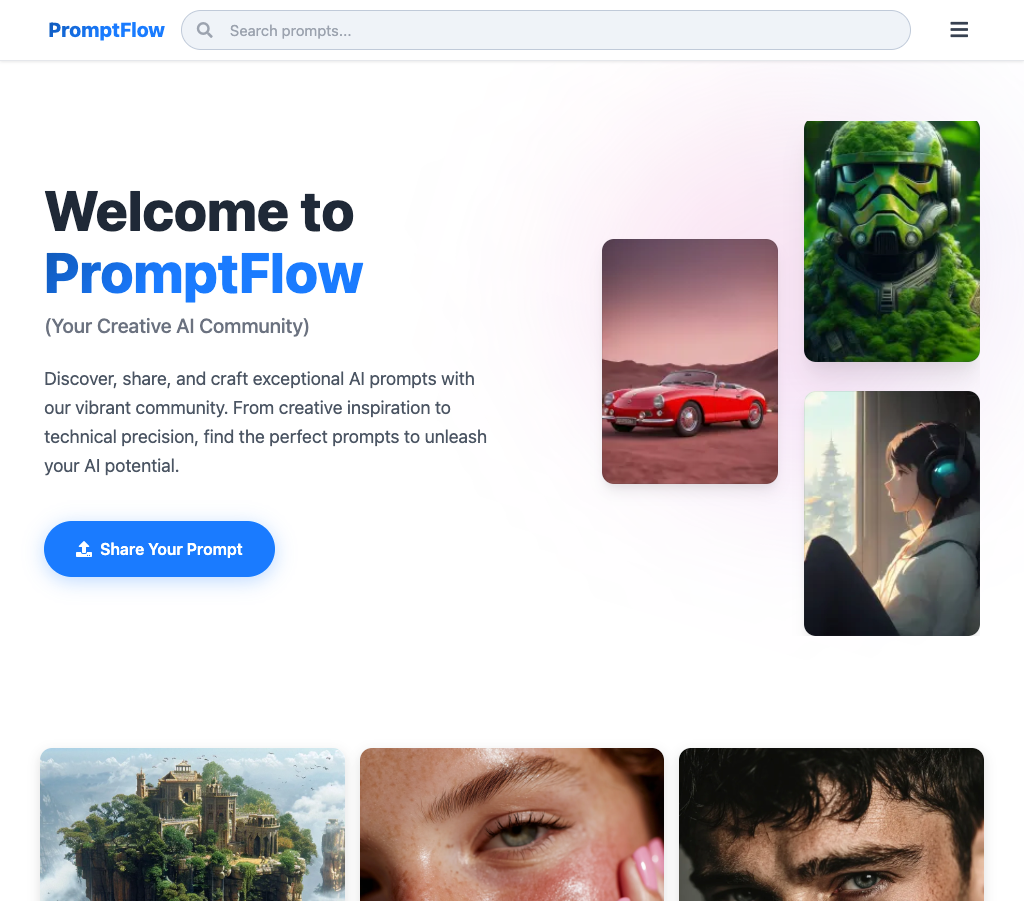 PromptFlow
Search prompts...
Welcome to
PromptFlow
(Your Creative AI Community)
Discover, share, and craft exceptional AI prompts with
our vibrant community. From creative inspiration to
technical precision, find the perfect prompts to unleash
your AI potential.
Share Your Prompt